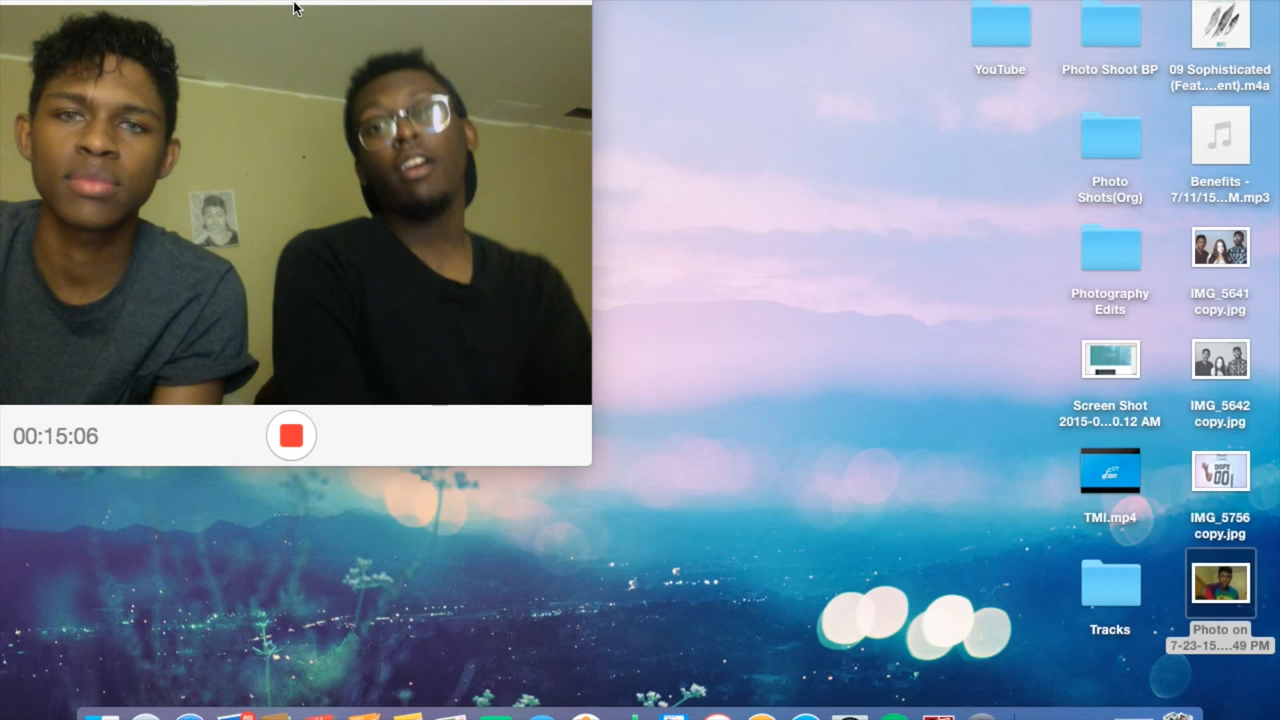 YouTube
Photo Shoot BP
09 Sophisticated
(Feat....ent).m4a
Photo
Shots(Org)
Benefits -
7/11/15...M.mp3
Photography
Edits
IMG_5641
copy.jpg
Screen Shot
2015-0...0.12 AM
IMG_5642
copy.jpg
00:15:06
TMI.mp4
IMG_5756
copy.jpg
Tracks
Photo on
7-23-15....49 PM